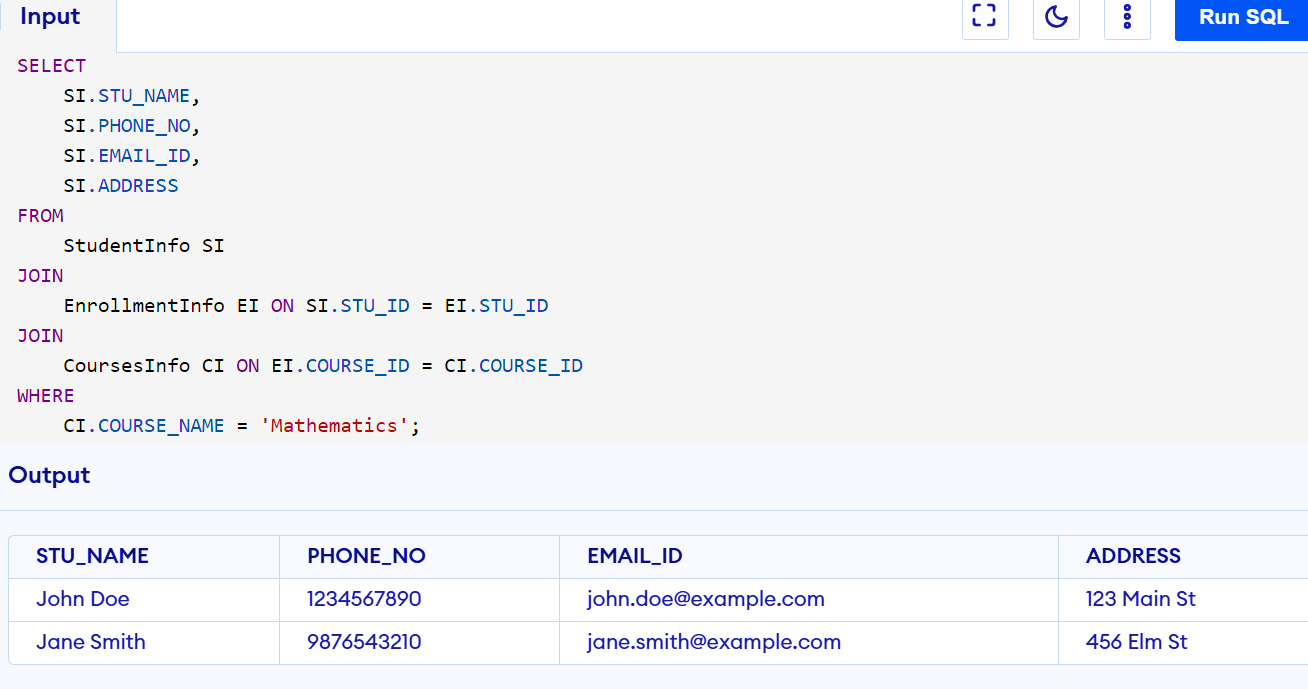 Input
Run SQL
SELECT
    SI.STU_NAME,
    SI.PHONE_NO,
    SI.EMAIL_ID,
    SI.ADDRESS
FROM
    StudentInfo SI
JOIN
    EnrollmentInfo EI ON SI.STU_ID = EI.STU_ID
JOIN
    CoursesInfo CI ON EI.COURSE_ID = CI.COURSE_ID
WHERE
    CI.COURSE_NAME = 'Mathematics';
Output
STU_NAME PHONE_NO EMAIL_ID ADDRESS
John Doe 1234567890 john.doe@example.com 123 Main St
Jane Smith 9876543210 jane.smith@example.com 456 Elm St